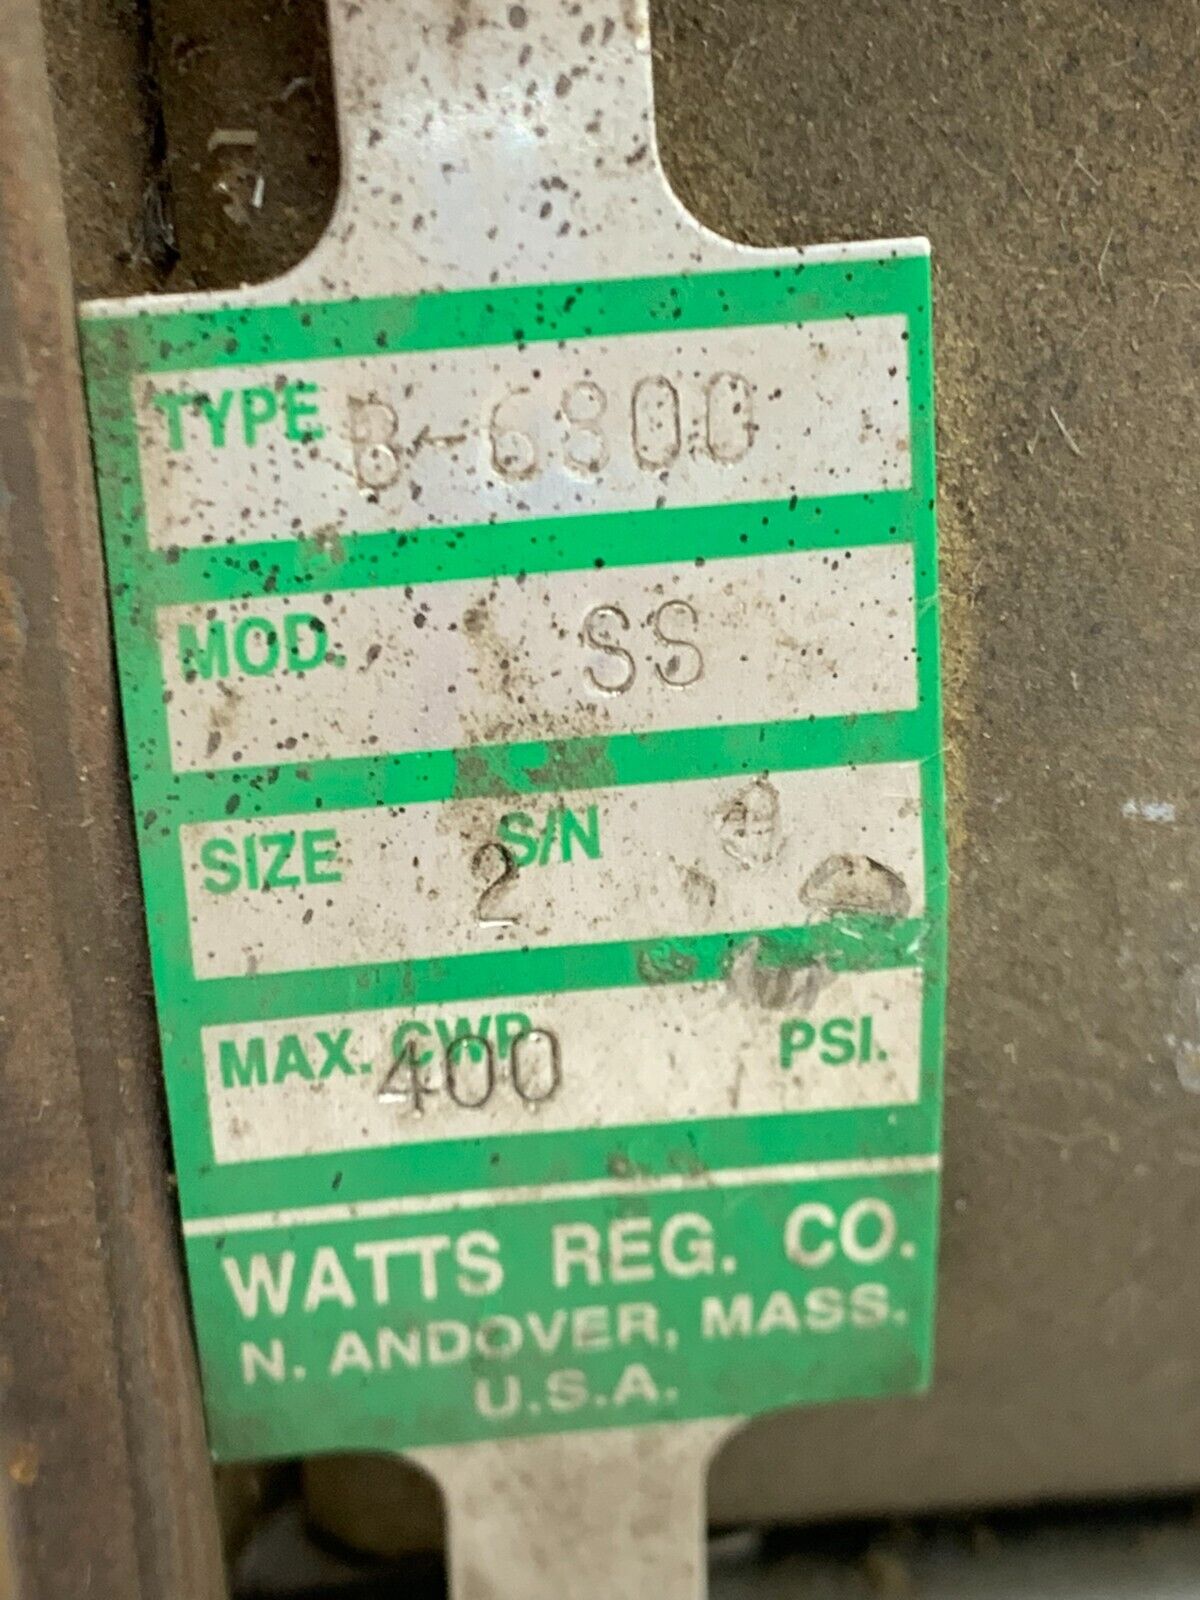 TYPE B-6800
MOD. SS
SIZE 2 S/N
MAX. CWP 400 PSI.
WATTS REG. CO.
N. ANDOVER, MASS.
U.S.A.